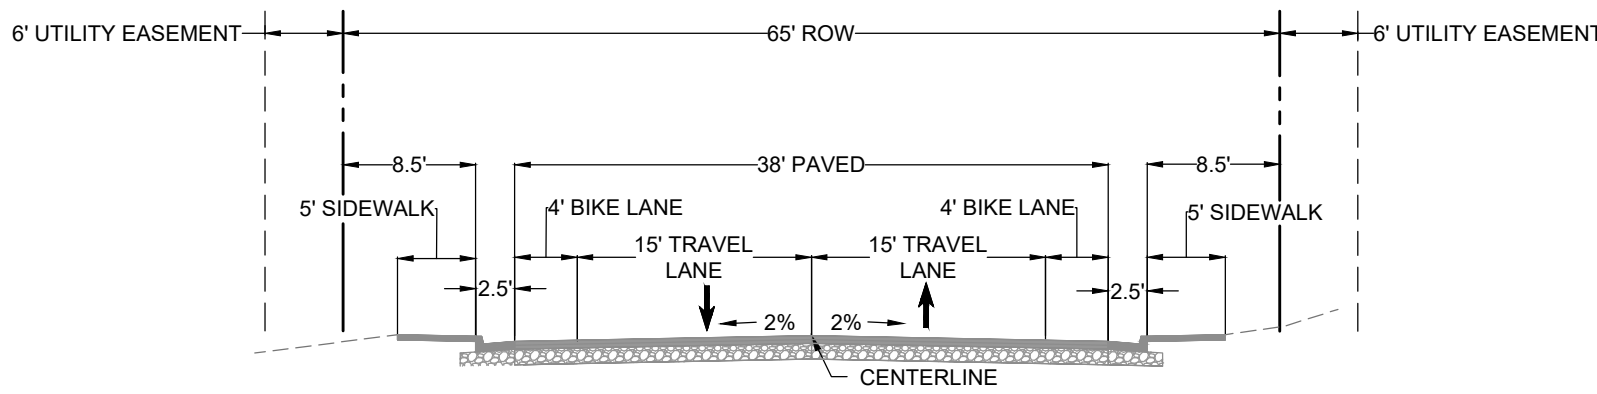 6' UTILITY EASEMENT
65' ROW
6' UTILITY EASEMENT
8.5'
38' PAVED
8.5'
5' SIDEWALK
4' BIKE LANE
4' BIKE LANE
5' SIDEWALK
15' TRAVEL
LANE
15' TRAVEL
LANE
2.5'
2.5'
2%
2%
CENTERLINE